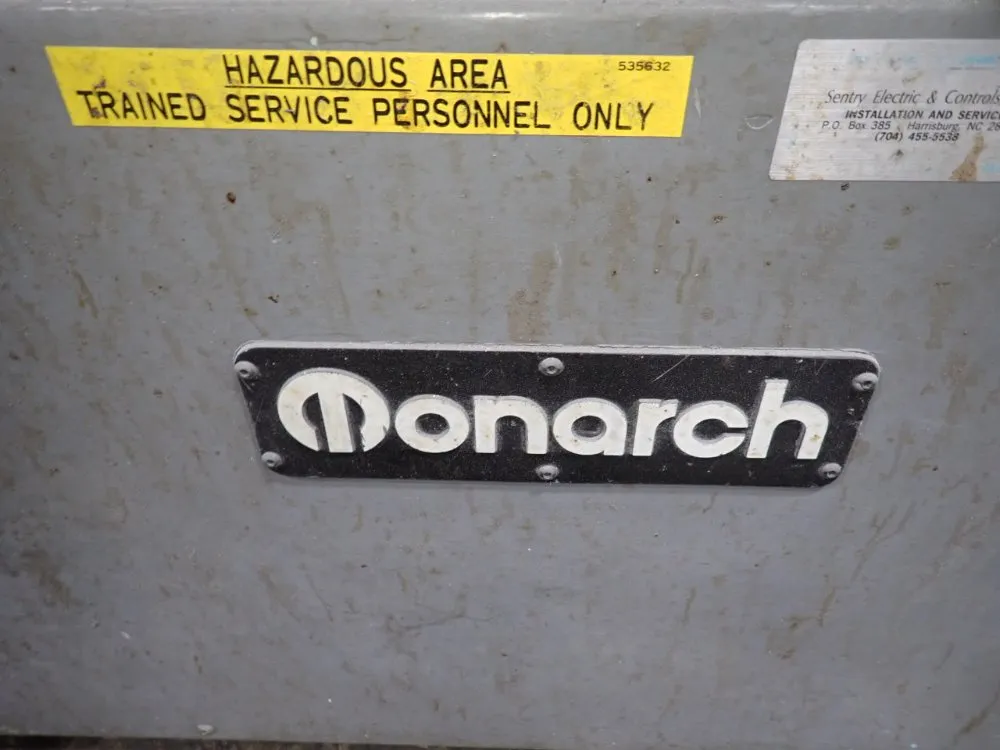 HAZARDOUS AREA 535632
TRAINED SERVICE PERSONNEL ONLY
Sentry Electric & Controls
INSTALLATION AND SERVICE
P.O. Box 385 Harrisburg, NC
(704) 455-5538
Monarch